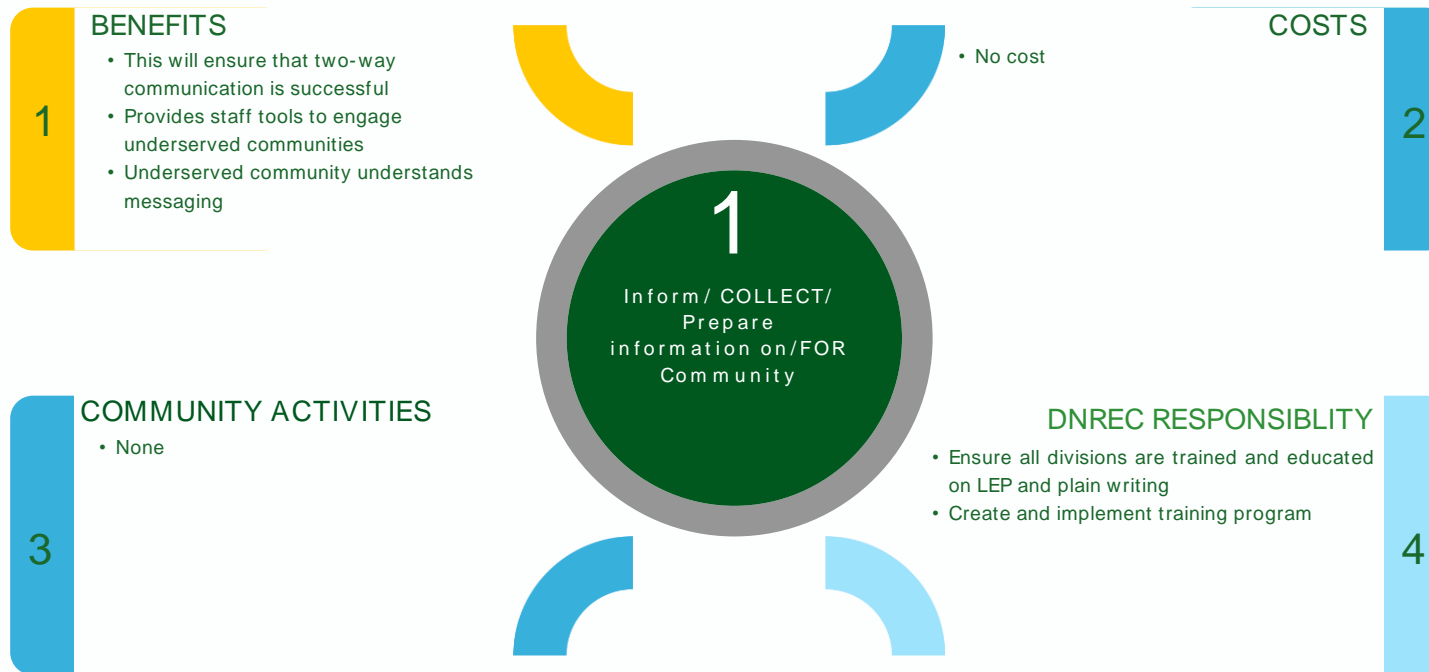 1
BENEFITS
• This will ensure that two-way
communication is successful
• Provides staff tools to engage
underserved communities
• Underserved community understands
messaging
COSTS
• No cost
2
1
Inform/ COLLECT/
Prepare
information on/FOR
Community
3
COMMUNITY ACTIVITIES
• None
DNREC RESPONSIBLITY
• Ensure all divisions are trained and educated
on LEP and plain writing
• Create and implement training program
4